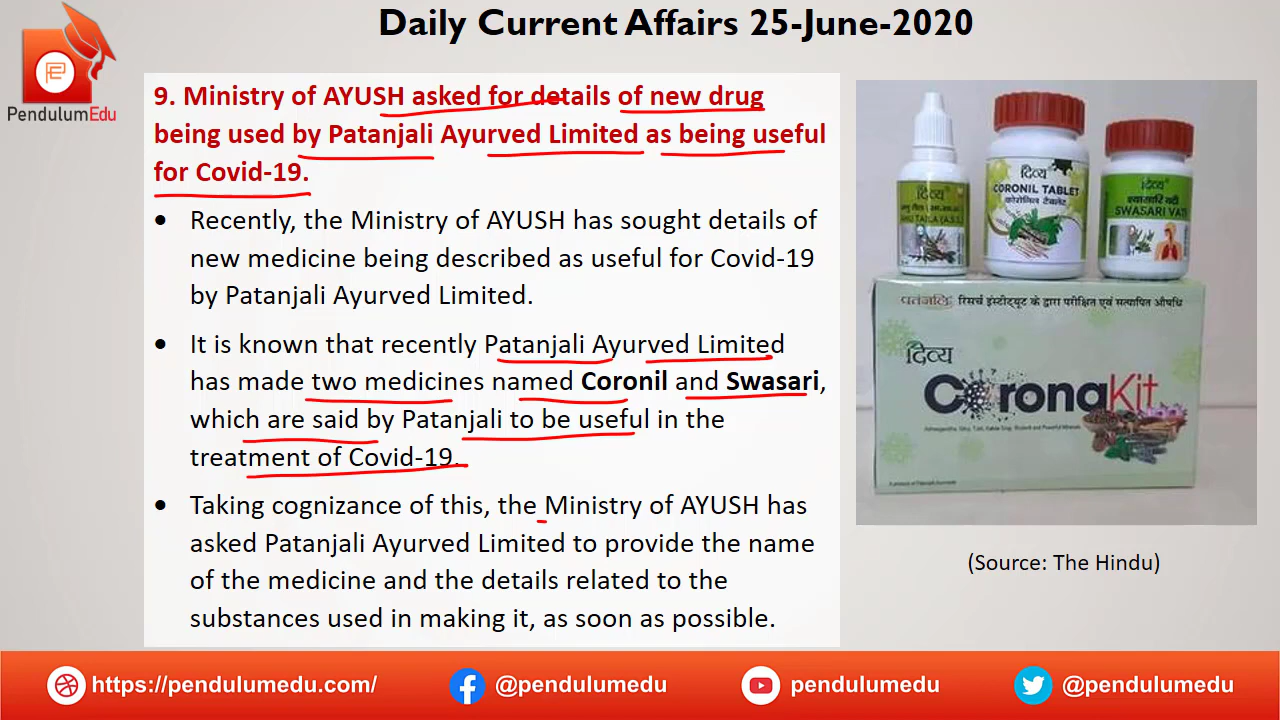 Daily Current Affairs 25-June-2020
PendulumEdu
9. Ministry of AYUSH asked for details of new drug
being used by Patanjali Ayurved Limited as being useful
for Covid-19.
• Recently, the Ministry of AYUSH has sought details of
new medicine being described as useful for Covid-19
by Patanjali Ayurved Limited.
• It is known that recently Patanjali Ayurved Limited
has made two medicines named Coronil and Swasari,
which are said by Patanjali to be useful in the
treatment of Covid-19.
• Taking cognizance of this, the Ministry of AYUSH has
asked Patanjali Ayurved Limited to provide the name
of the medicine and the details related to the
substances used in making it, as soon as possible.
दिव्य
TAILA
दिव्य
CORONIL TABLET
कोरोनिल टैबलेट
दिव्य
श्वासारि वटी
SWASARI VATI
पतंजलि रिसर्च इंस्टीट्यूट के द्वारा परीक्षित एवं सत्यापित औषधि
दिव्य
CoronaKit
(Source: The Hindu)
https://pendulumedu.com/
@pendulumedu
pendulumedu
@pendulumedu